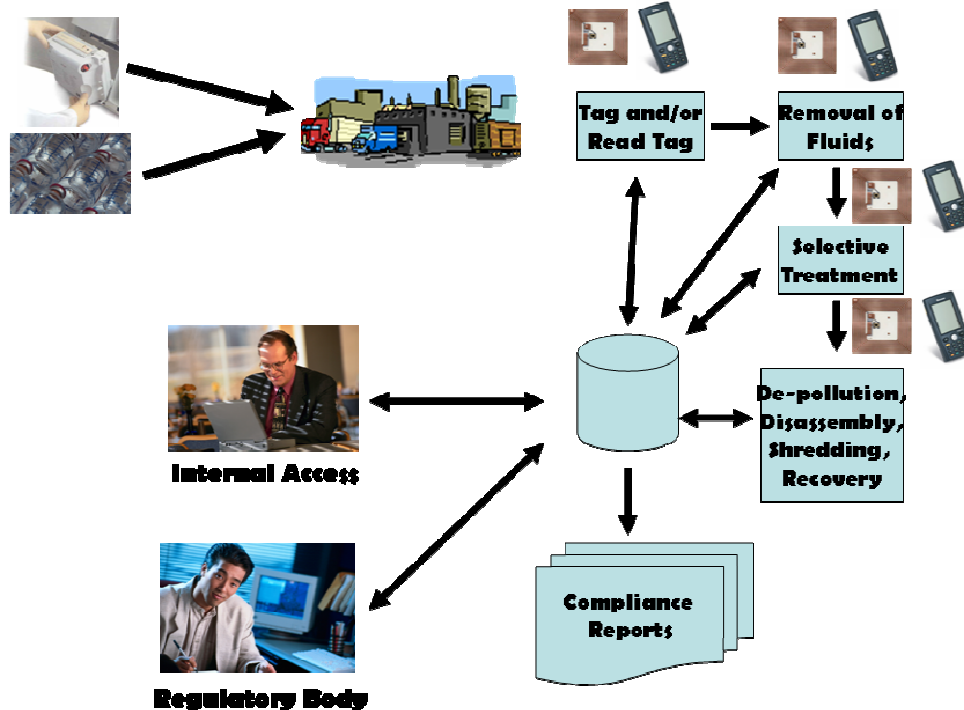 Tag and/or
Read Tag
Removal of
Fluids
Selective
Treatment
De-pollution,
Disassembly,
Shredding,
Recovery
Internal Access
Compliance
Reports
Regulatory Body